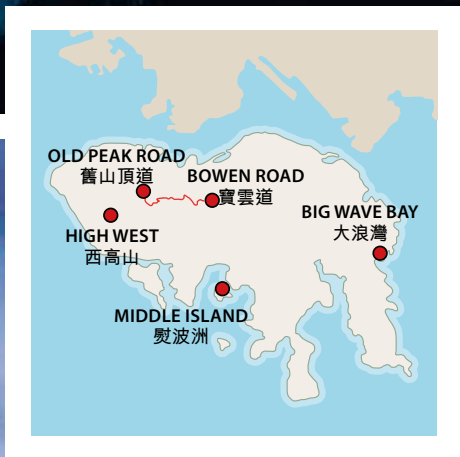 OLD PEAK ROAD
舊山頂道
BOWEN ROAD
寶雲道
BIG WAVE BAY
大浪灣
HIGH WEST
西高山
MIDDLE ISLAND
熨波洲